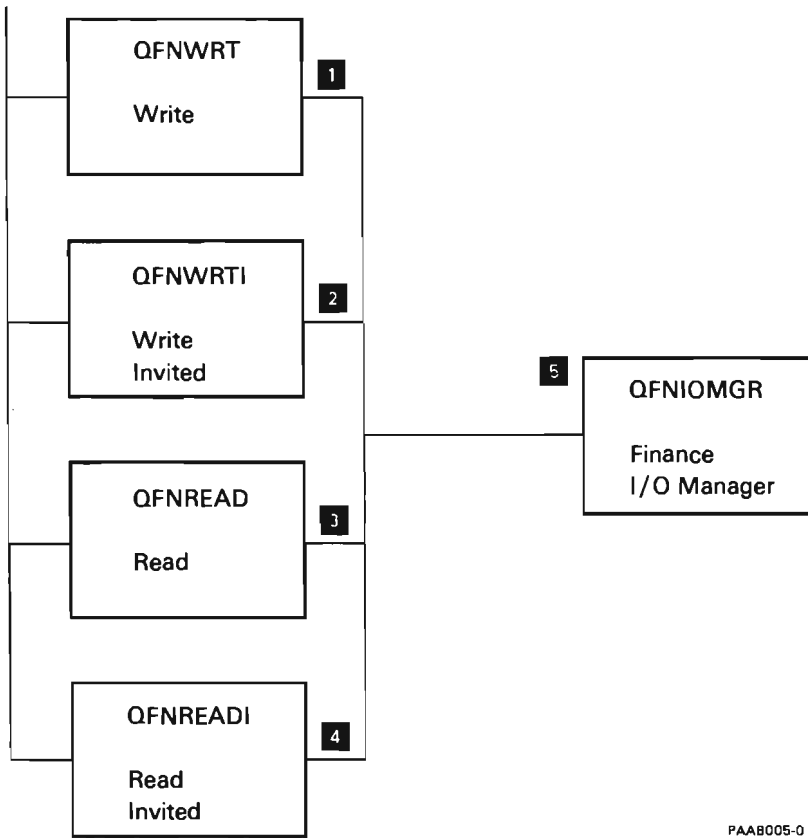 QFNWRT
1
Write
QFNWRTI
2
Write
Invited
5
QFNIOMGR
Finance
I/O Manager
QFNREAD
3
Read
QFNREADI
4
Read
Invited
PAAB005-0